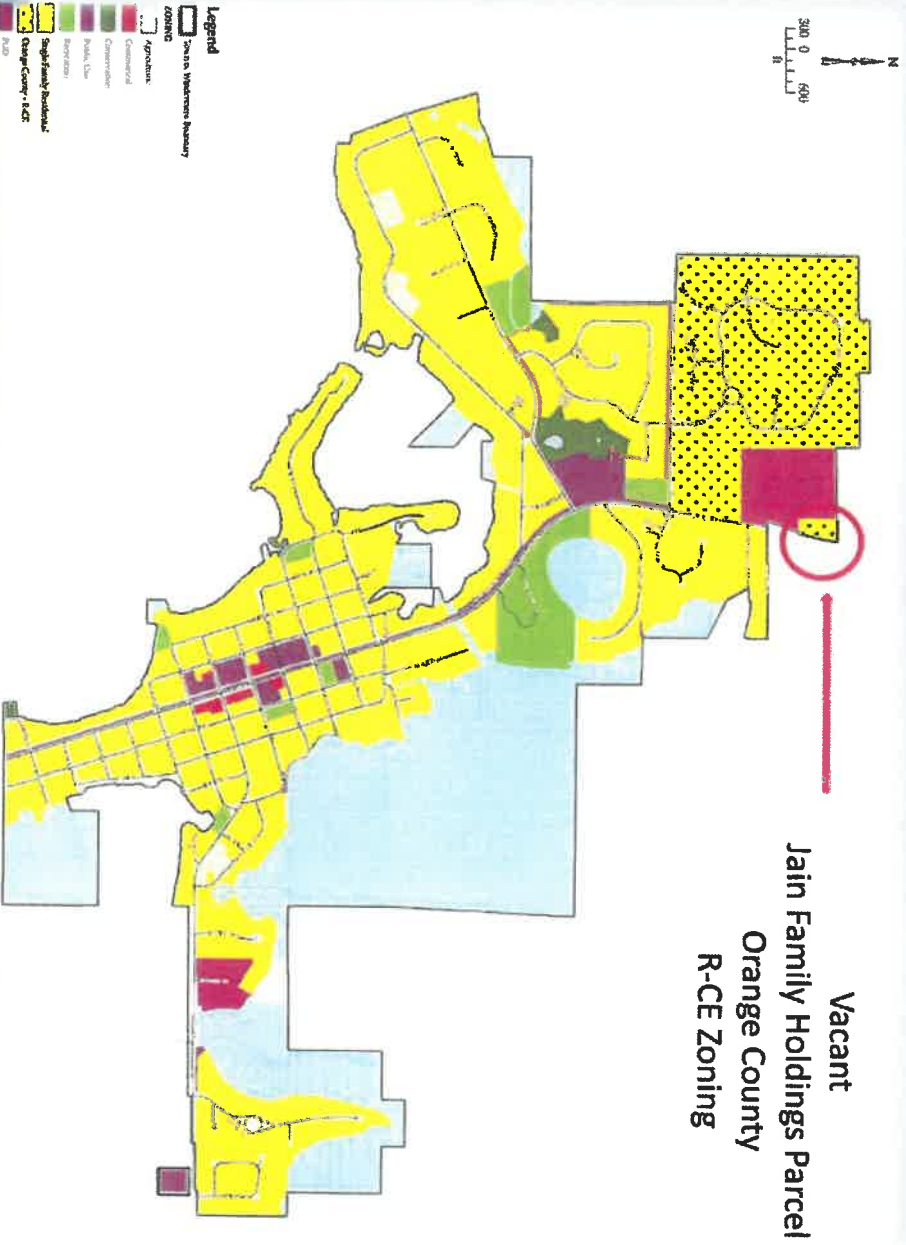 Vacant
Jain Family Holdings Parcel
Orange County
R-CE Zoning
N
300 0 600
ft
Legend
Town of Windermere Boundary
ZONING
Agriculture
Commercial
Conservation
Public Use
Recreation
Single Family Residential
Orange County - R-CE
PUD